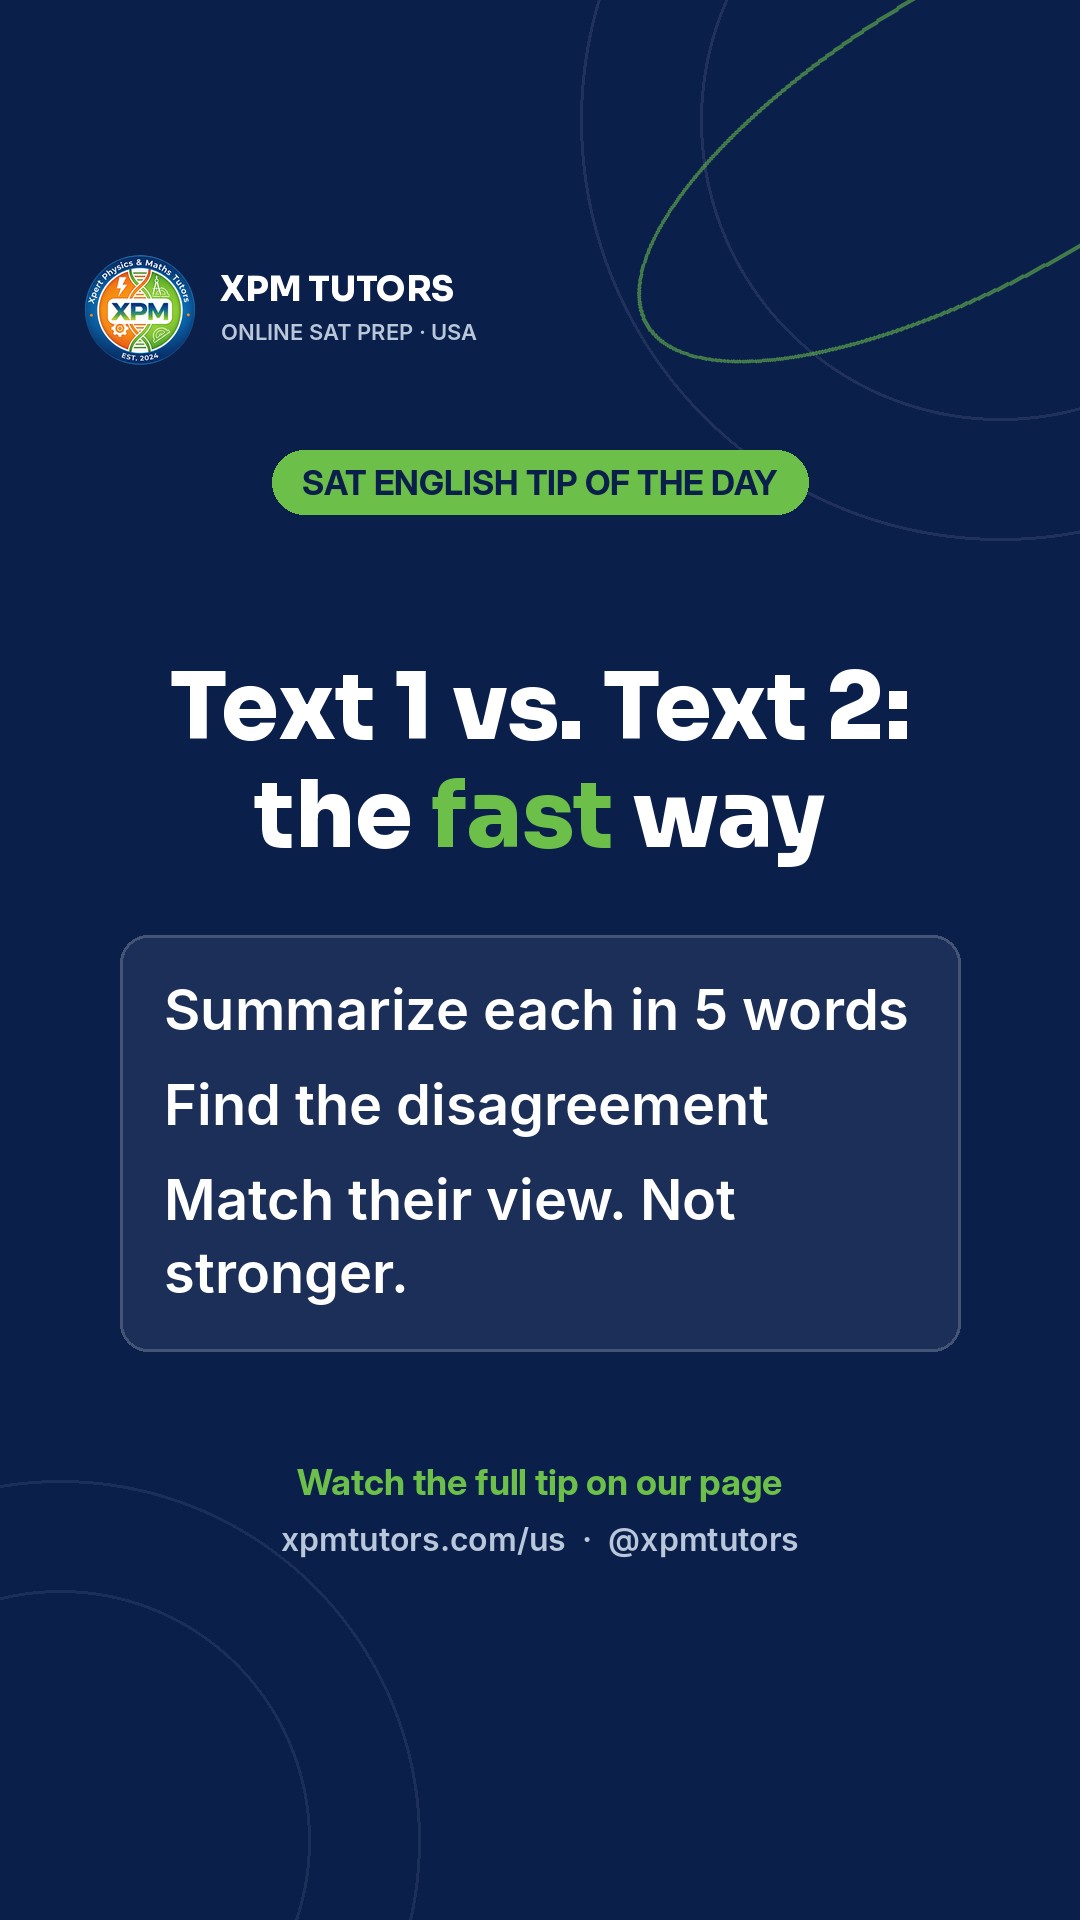 Xpert Physics & Maths Tutors
XPM
EST. 2024
XPM TUTORS
ONLINE SAT PREP · USA
SAT ENGLISH TIP OF THE DAY
Text 1 vs. Text 2:
the fast way
Summarize each in 5 words
Find the disagreement
Match their view. Not
stronger.
Watch the full tip on our page
xpmtutors.com/us · @xpmtutors